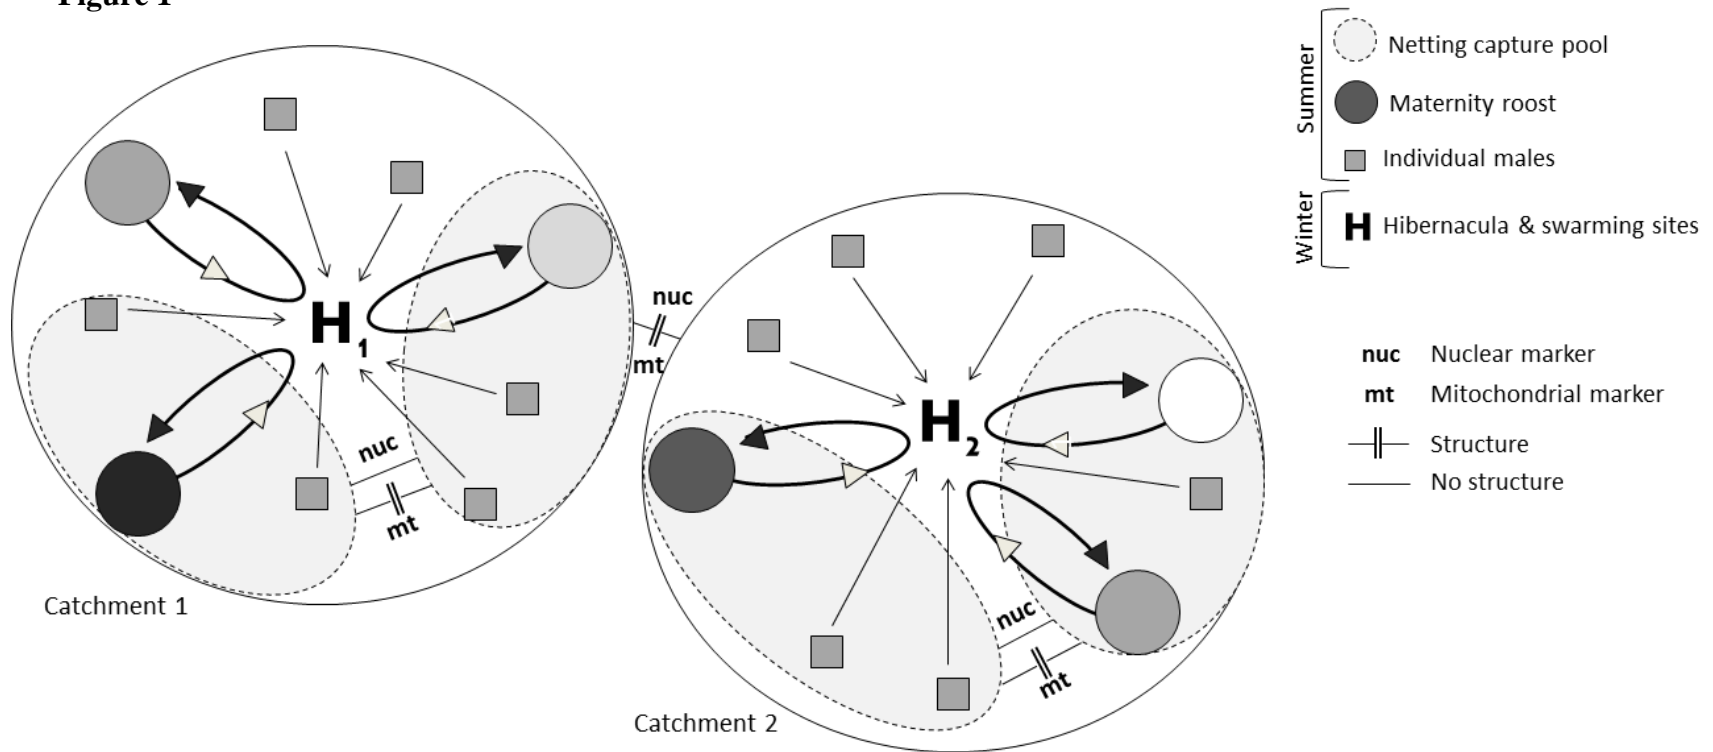 Figure 1
Summer
Netting capture pool
Maternity roost
Individual males
Winter
H Hibernacula & swarming sites
nuc Nuclear marker
mt Mitochondrial marker
Structure
No structure
H1
nuc
mt
Catchment 1
nuc
mt
H2
nuc
mt
Catchment 2